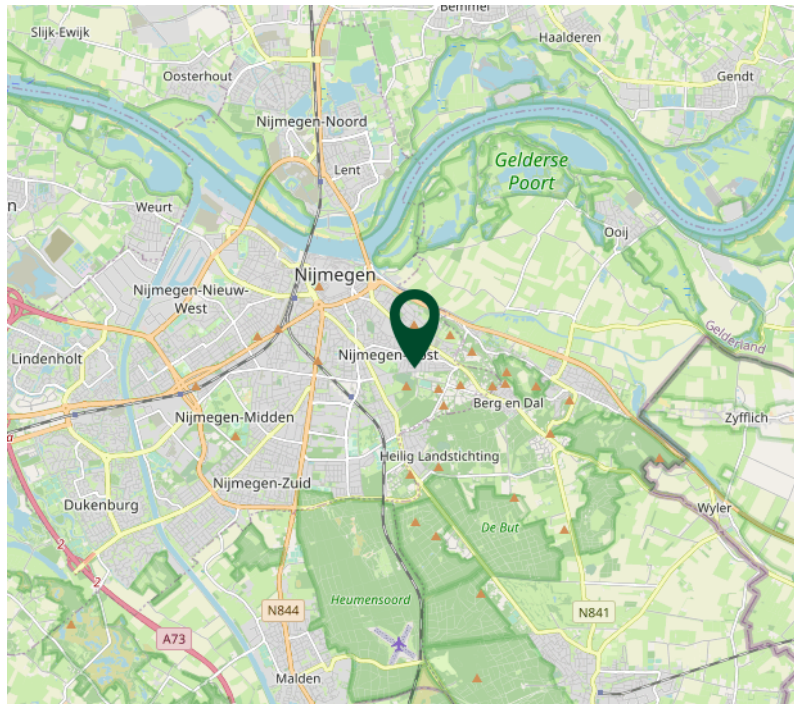 Bemmel
Slijk-Ewijk
Haalderen
Oosterhout
Gendt
Nijmegen-Noord
Gelderse
Poort
Lent
n
Weurt
Ooij
Nijmegen
Nijmegen-Nieuw-
West
Gelderland
Lindenholt
Nijmegen-
st
Berg en Dal
Nijmegen-Midden
Zyfflich
a
Heilig Landstichting
Nijmegen-Zuid
Dukenburg
Wyler
De But
2
2
Heumensoord
N844
N841
A73
Malden